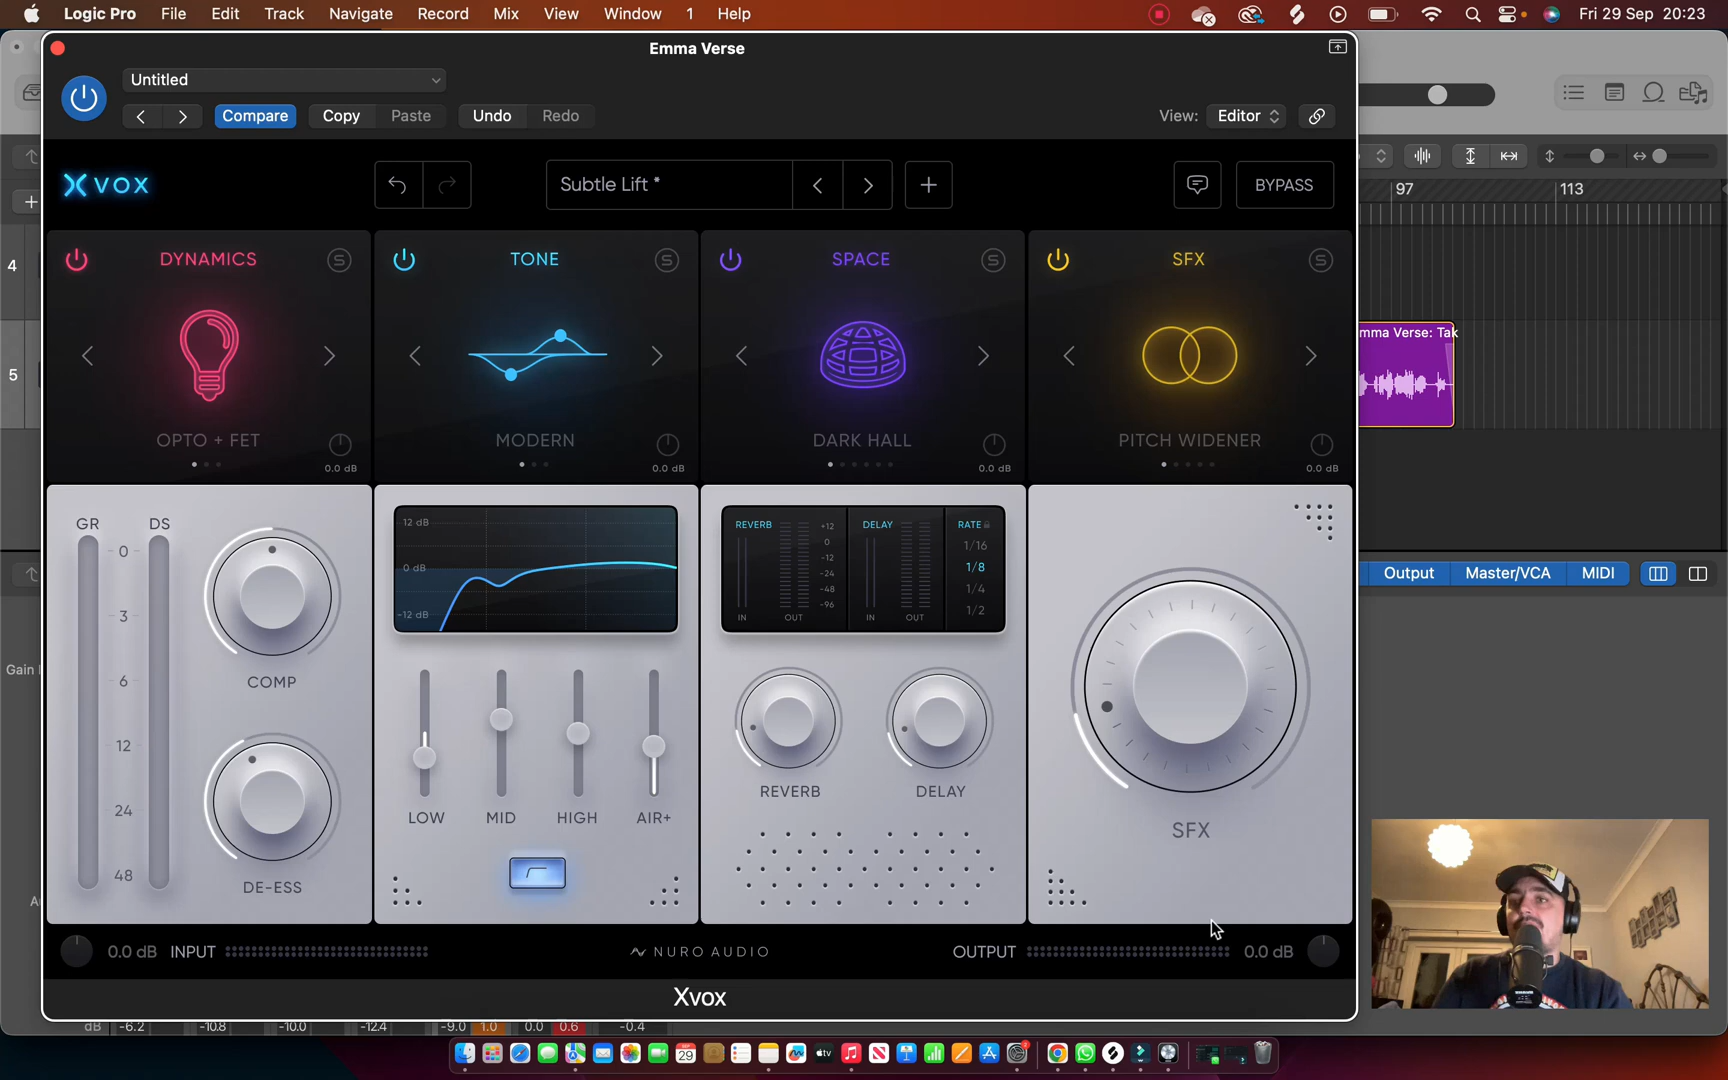 Logic Pro File Edit Track Navigate Record Mix View Window 1 Help Fri 29 Sep 20:23
Emma Verse
Untitled
Compare Copy Paste Undo Redo View: Editor
XVOX Subtle Lift * BYPASS
97 113
DYNAMICS S TONE S SPACE S SFX S
4
5
mma Verse: Tak
OPTO + FET MODERN DARK HALL PITCH WIDENER
0.0 dB 0.0 dB 0.0 dB 0.0 dB
GR DS
0
3
6
12
24
48
COMP
DE-ESS
12 dB
0 dB
-12 dB
LOW MID HIGH AIR+
REVERB DELAY RATE
+12
0
-12
-24
-48
-96
IN OUT IN OUT
1/16
1/8
1/4
1/2
REVERB DELAY
SFX
Output Master/VCA MIDI
Gain
0.0 dB INPUT NURO AUDIO OUTPUT 0.0 dB
Xvox
dB -6.2 -10.8 -10.0 -12.4 -9.0 1.0 0.0 0.6 -0.4